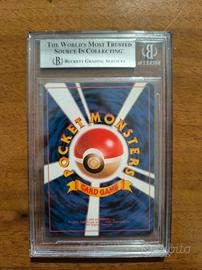 THE WORLD'S MOST TRUSTED
SOURCE IN COLLECTING
BECKETT GRADING SERVICES
POCKET MONSTERS
CARD GAME
subito